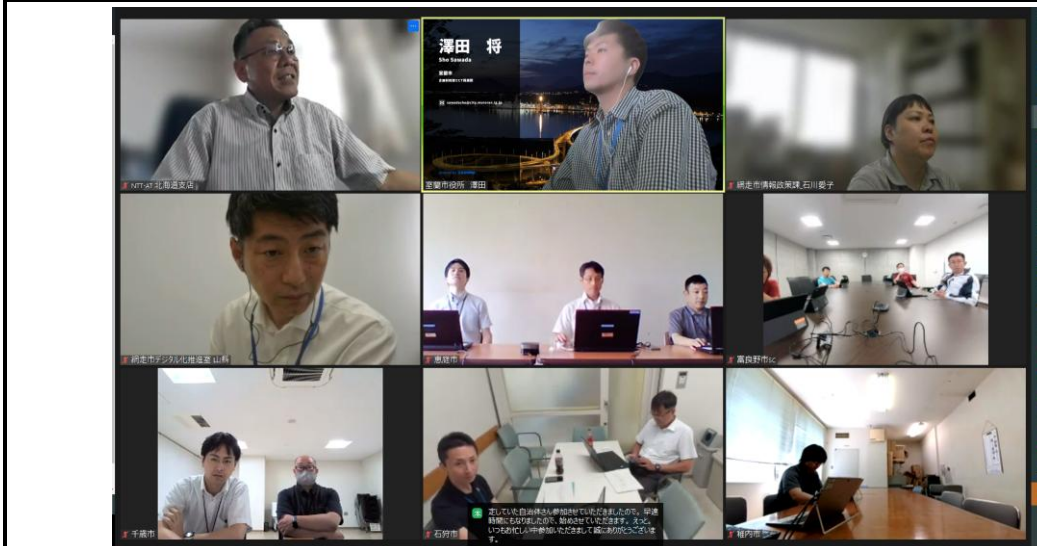 澤田 将
Sho Sawada
室蘭市
NTT-AT 北海道支店
室蘭市役所 澤田
網走市情報政策課_石川愛子
網走市デジタル化推進室 山科
恵庭市
富良野市sc
千歳市
石狩市
稚内市
定していた自治体さん参加させていただきましたので。早速
時間にもなりましたので、始めさせていただきます。えっと。
いつもお忙しい中参加いただきまして誠にありがとうございま
す。